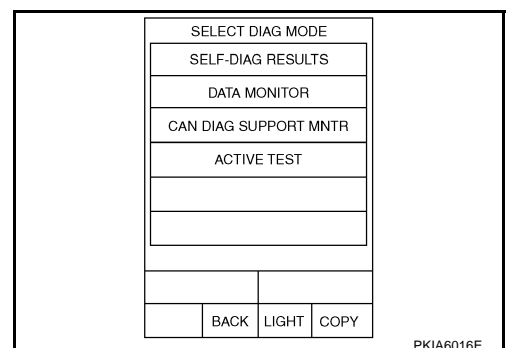 SELECT DIAG MODE
SELF-DIAG RESULTS
DATA MONITOR
CAN DIAG SUPPORT MNTR
ACTIVE TEST
BACK LIGHT COPY
PKIA6016E